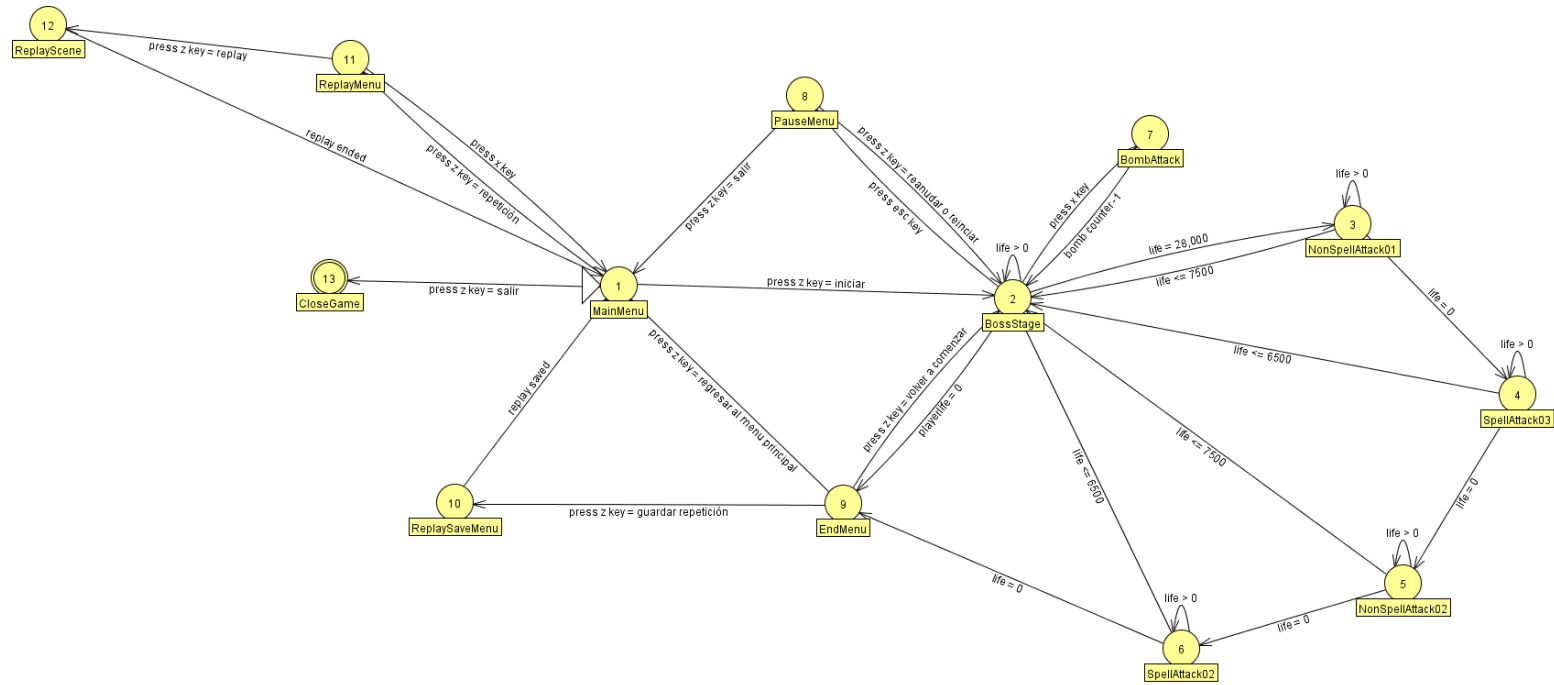 12
ReplayScene
press z key = replay
11
ReplayMenu
8
PauseMenu
7
BombAttack
replay ended
press x key
press z key = repetición
press z key = salir
press z key = reanudar o reinciar
press esc key
press x key
bomb counter -1
life > 0
3
NonSpellAttack01
life = 28,000
life <= 7500
life > 0
13
CloseGame
press z key = salir
1
MainMenu
press z key = iniciar
2
BossStage
life = 0
life <= 6500
life > 0
4
SpellAttack03
replay saved
press z key = regresar al menu principal
press z key = volver a comenzar
playerlife = 0
life <= 6500
life <= 7500
life = 0
10
ReplaySaveMenu
press z key = guardar repetición
9
EndMenu
life > 0
5
NonSpellAttack02
life = 0
life = 0
life > 0
6
SpellAttack02